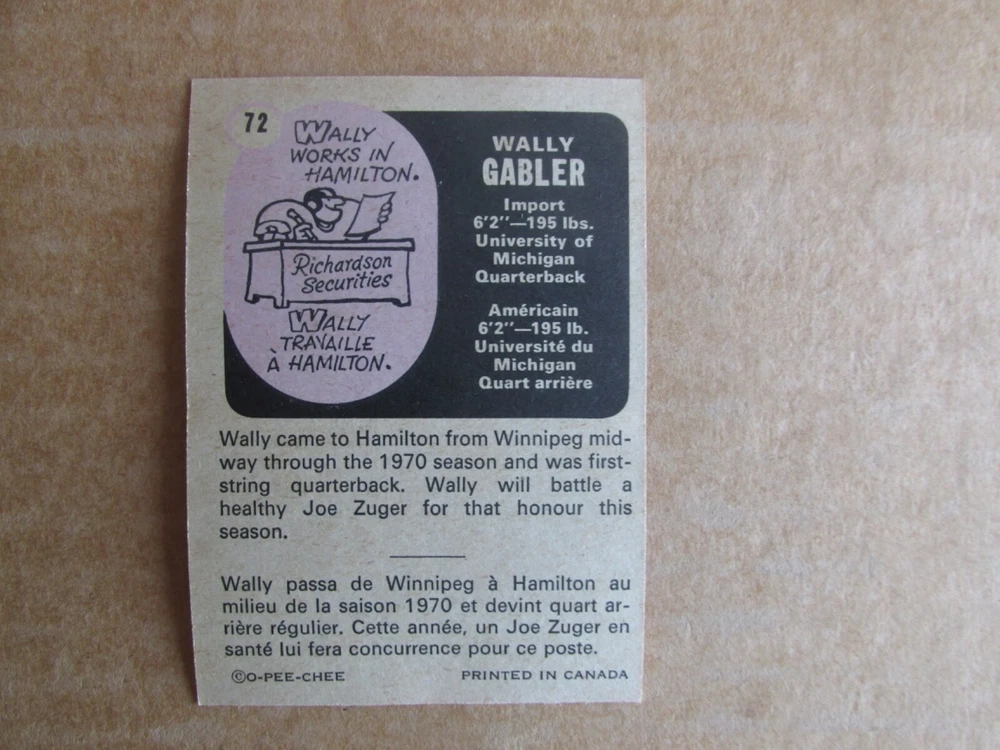 72
WALLY
WORKS IN
HAMILTON.
Richardson
Securities
WALLY
TRAVAILLE
À HAMILTON.
WALLY
GABLER
Import
6'2"—195 lbs.
University of
Michigan
Quarterback
Américain
6'2"—195 lb.
Université du
Michigan
Quart arrière
Wally came to Hamilton from Winnipeg mid-
way through the 1970 season and was first-
string quarterback. Wally will battle a
healthy Joe Zuger for that honour this
season.
Wally passa de Winnipeg à Hamilton au
milieu de la saison 1970 et devint quart ar-
rière régulier. Cette année, un Joe Zuger en
santé lui fera concurrence pour ce poste.
©O-PEE-CHEE PRINTED IN CANADA